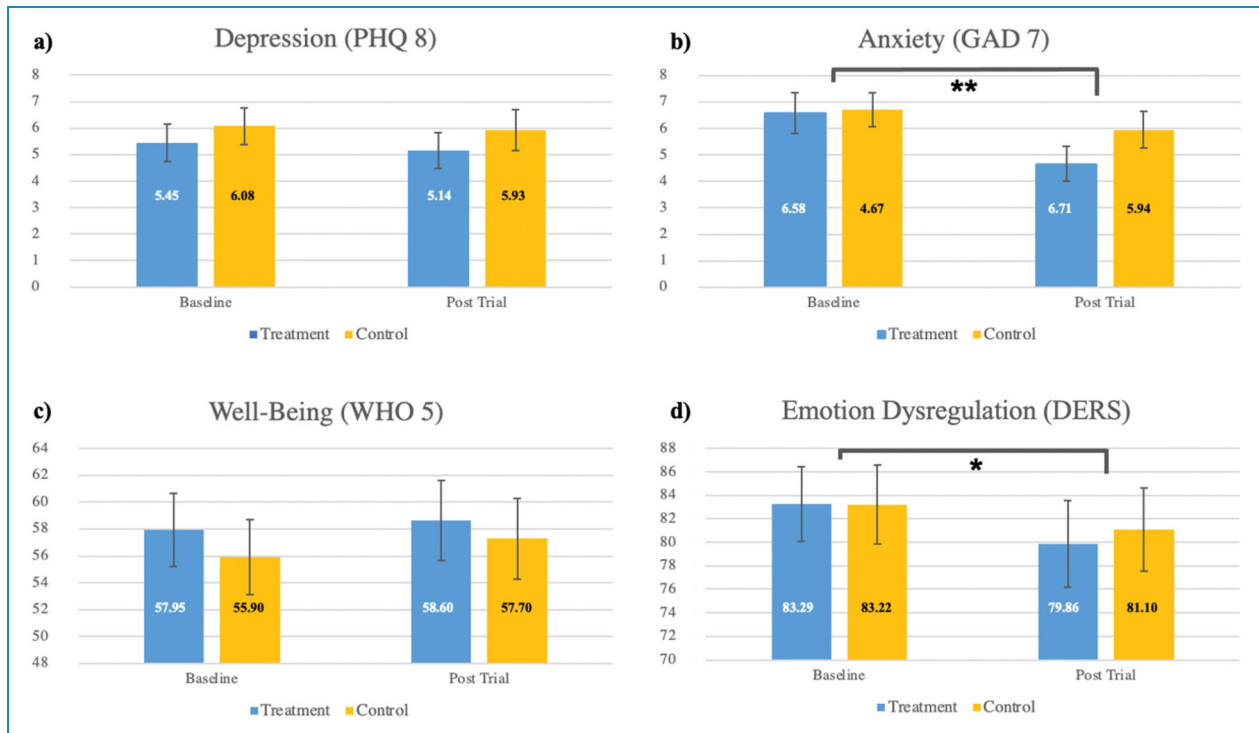 a) Depression (PHQ 8)
8
7
6
5
4
3
2
1
0
5.45 6.08 5.14 5.93
Baseline Post Trial
Treatment Control
b) Anxiety (GAD 7)
8
7
6
5
4
3
2
1
0
**
6.58 4.67 6.71 5.94
Baseline Post Trial
Treatment Control
c) Well-Being (WHO 5)
64
62
60
58
56
54
52
50
48
57.95 55.90 58.60 57.70
Baseline Post Trial
Treatment Control
d) Emotion Dysregulation (DERS)
88
86
84
82
80
78
76
74
72
70
*
83.29 83.22 79.86 81.10
Baseline Post Trial
Treatment Control